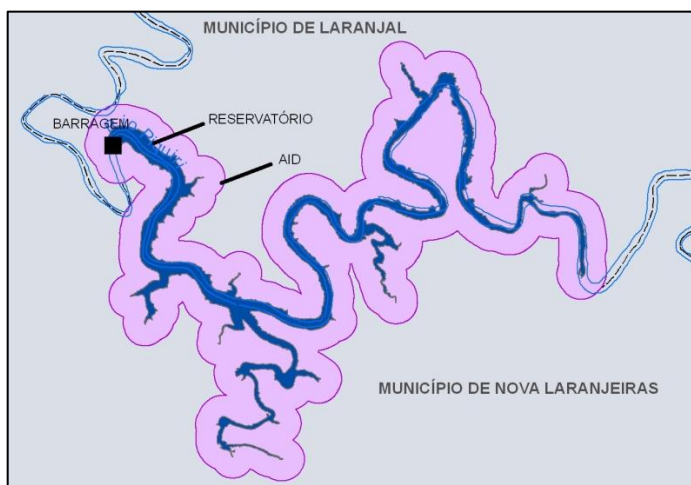 MUNICÍPIO DE LARANJAL
BARRAGEM
RESERVATÓRIO
AID
MUNICÍPIO DE NOVA LARANJEIRAS